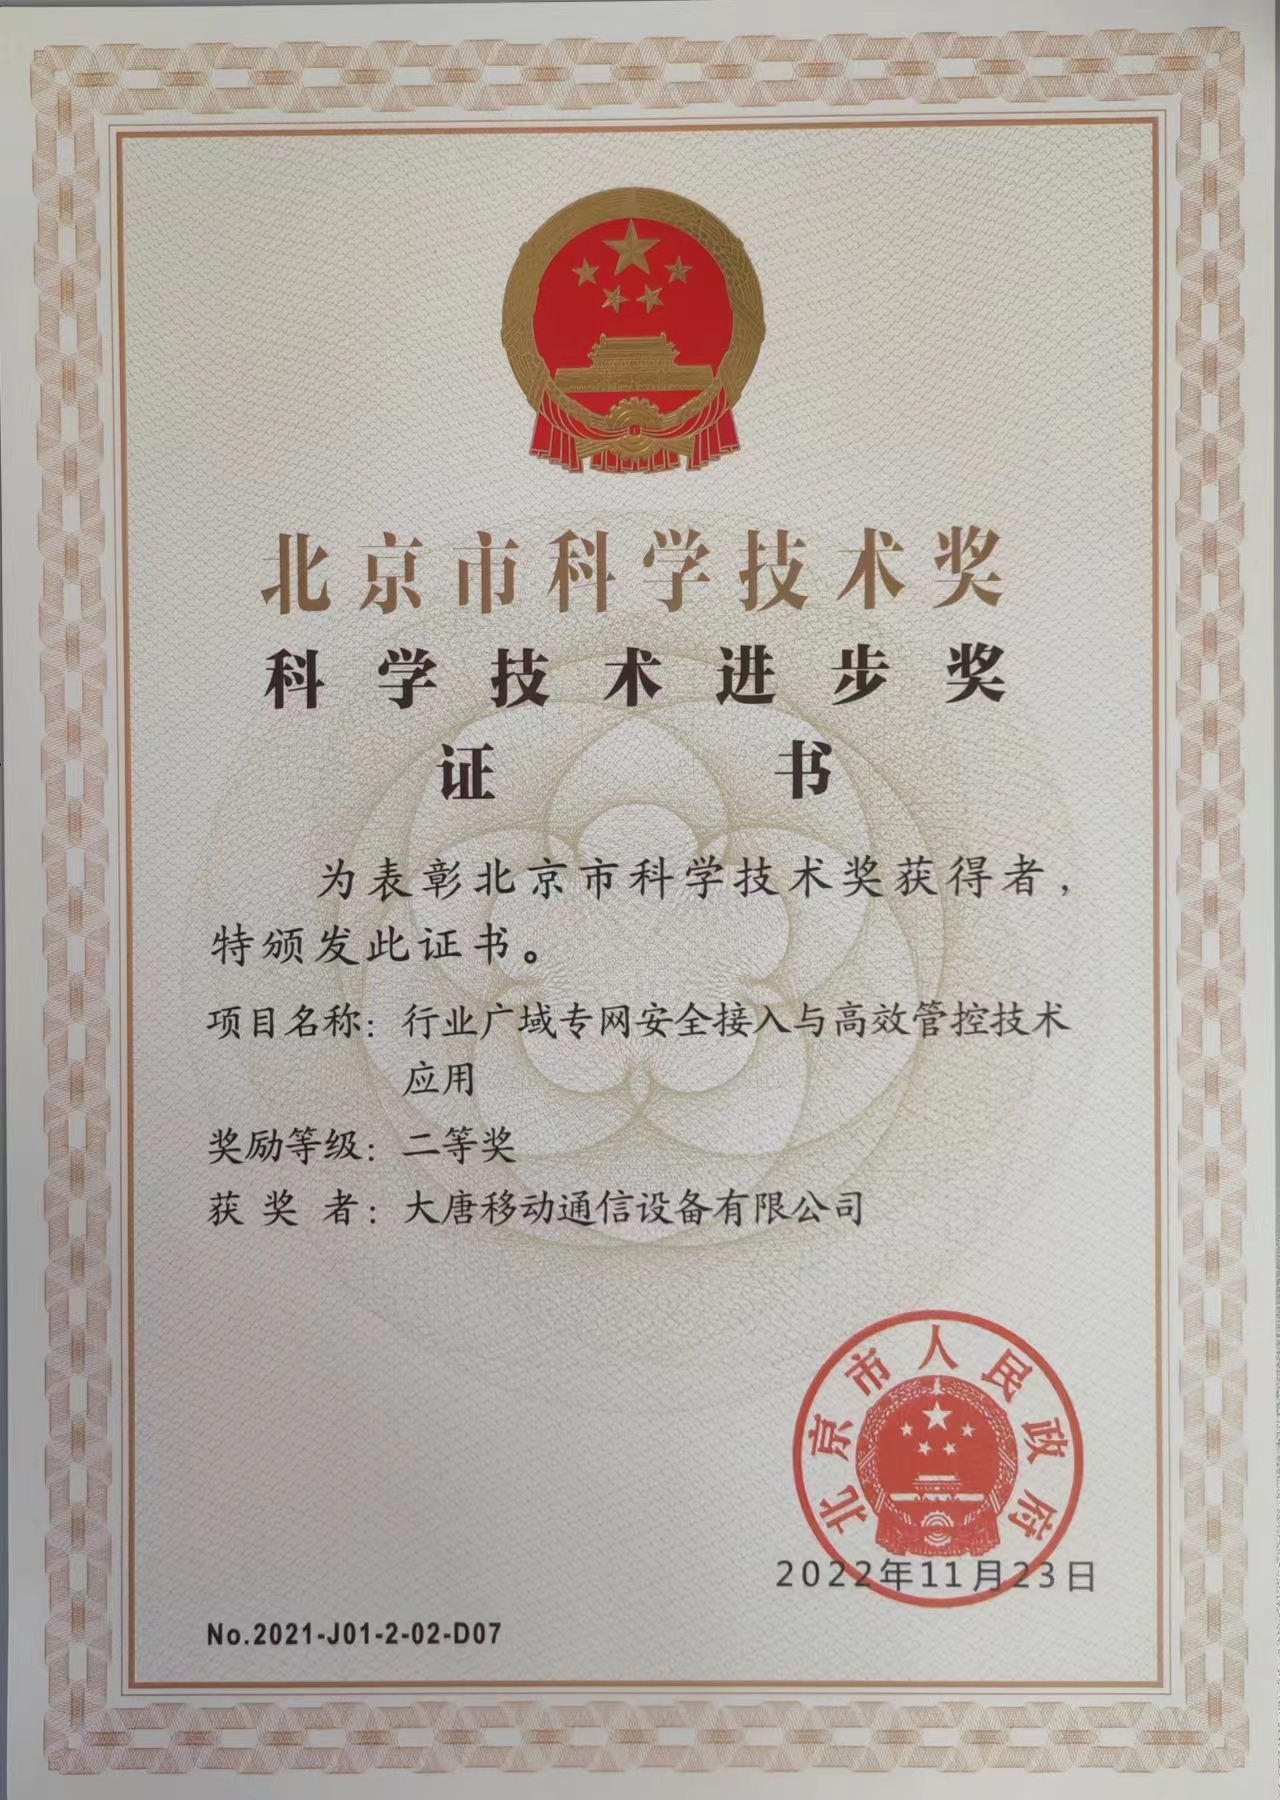 北京市科学技术奖
科学技术进步奖
证书
为表彰北京市科学技术奖获得者，
特颁发此证书。
项目名称：行业广域专网安全接入与高效管控技术
应用
奖励等级：二等奖
获奖者：大唐移动通信设备有限公司
北京市人民政府
2022年11月23日
No.2021-J01-2-02-D07